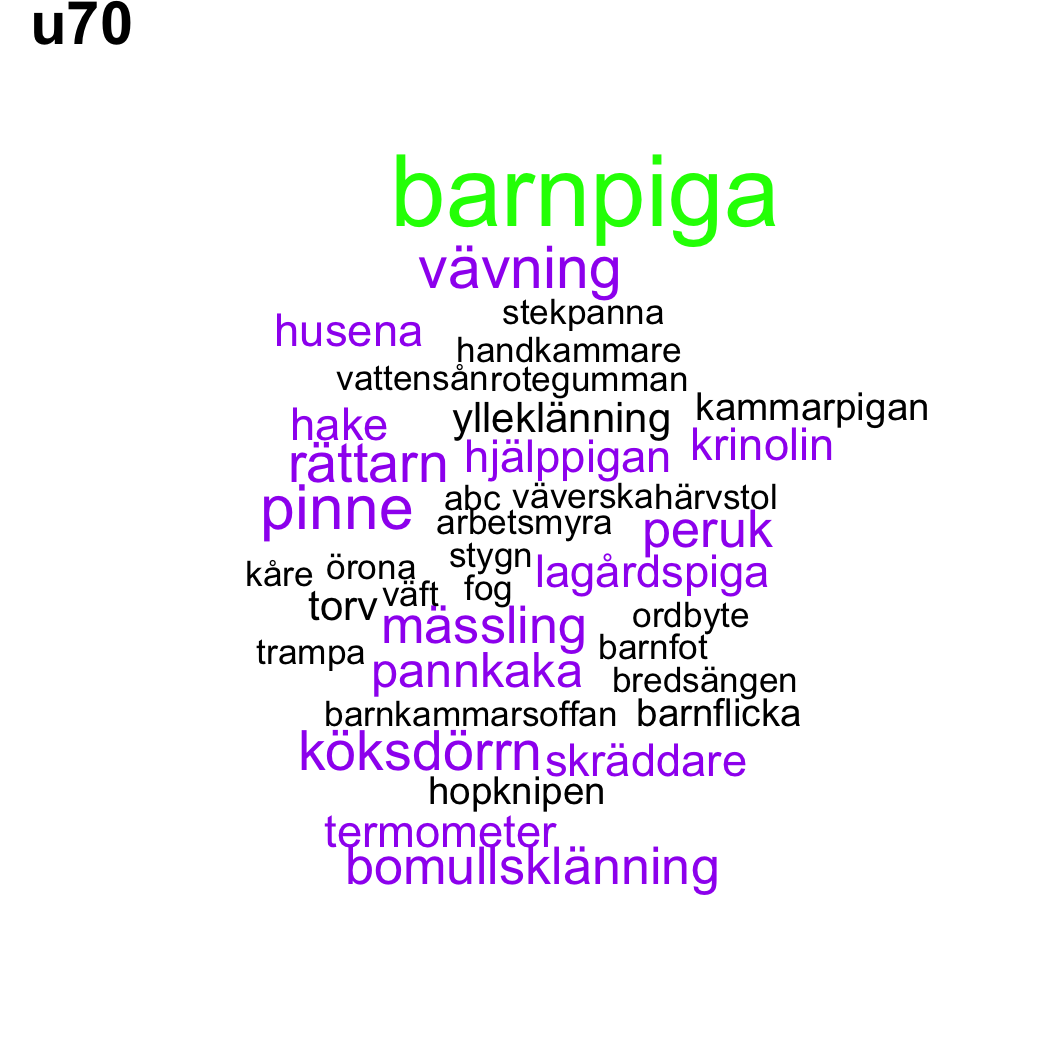 u70
barnpiga
vävning
stekpanna
husena
handkammare
vattensån rotegumman
kammarpigan
hake ylleklänning
krinolin
rättarn hjälppigan
pinne abc väverska härvstol
arbetsmyra peruk
stygn
kåre örona lagårdspiga
väft fog
torv ordbyte
mässling
trampa barnfot
pannkaka bredsängen
barnkammarsoffan barnflicka
köksdörrn skräddare
hopknipen
termometer
bomullsklänning